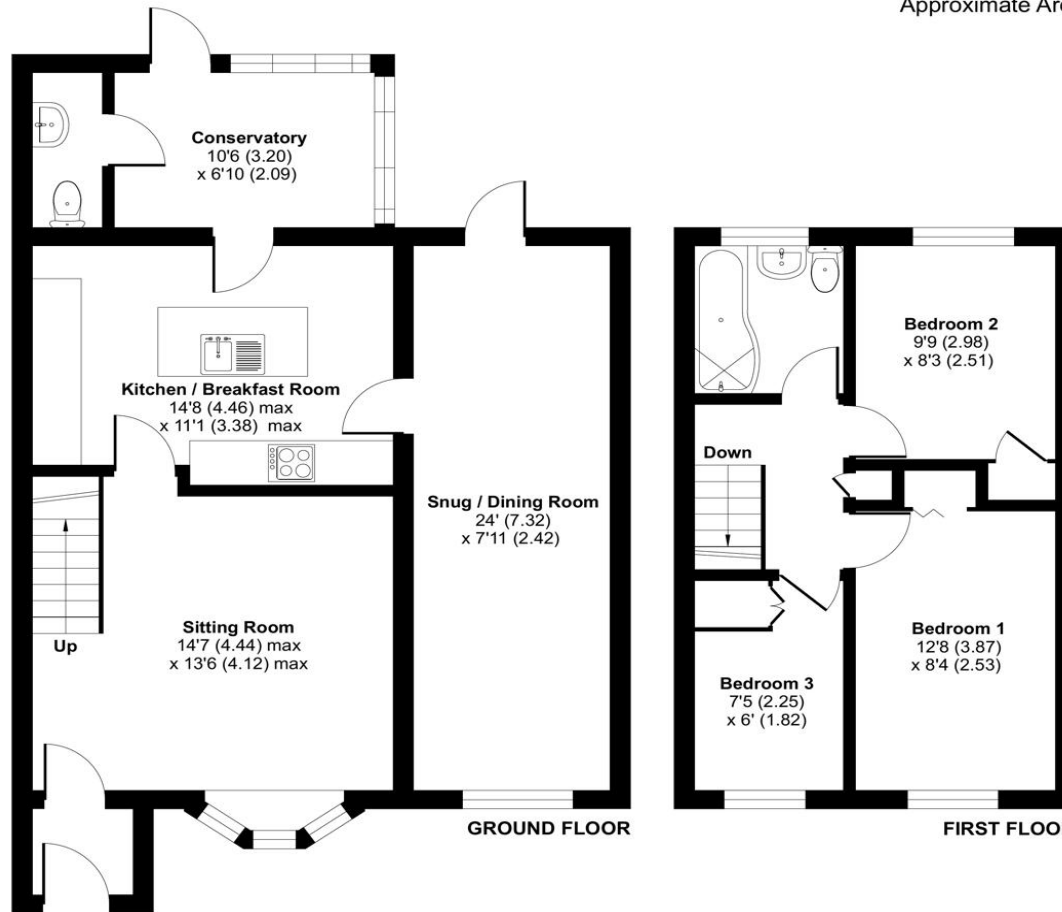 Approximate Are
Conservatory
10'6 (3.20)
x 6'10 (2.09)
Kitchen / Breakfast Room
14'8 (4.46) max
x 11'1 (3.38) max
Snug / Dining Room
24' (7.32)
x 7'11 (2.42)
Up
Sitting Room
14'7 (4.44) max
x 13'6 (4.12) max
GROUND FLOOR
Bedroom 2
9'9 (2.98)
x 8'3 (2.51)
Down
Bedroom 1
12'8 (3.87)
x 8'4 (2.53)
Bedroom 3
7'5 (2.25)
x 6' (1.82)
FIRST FLOO